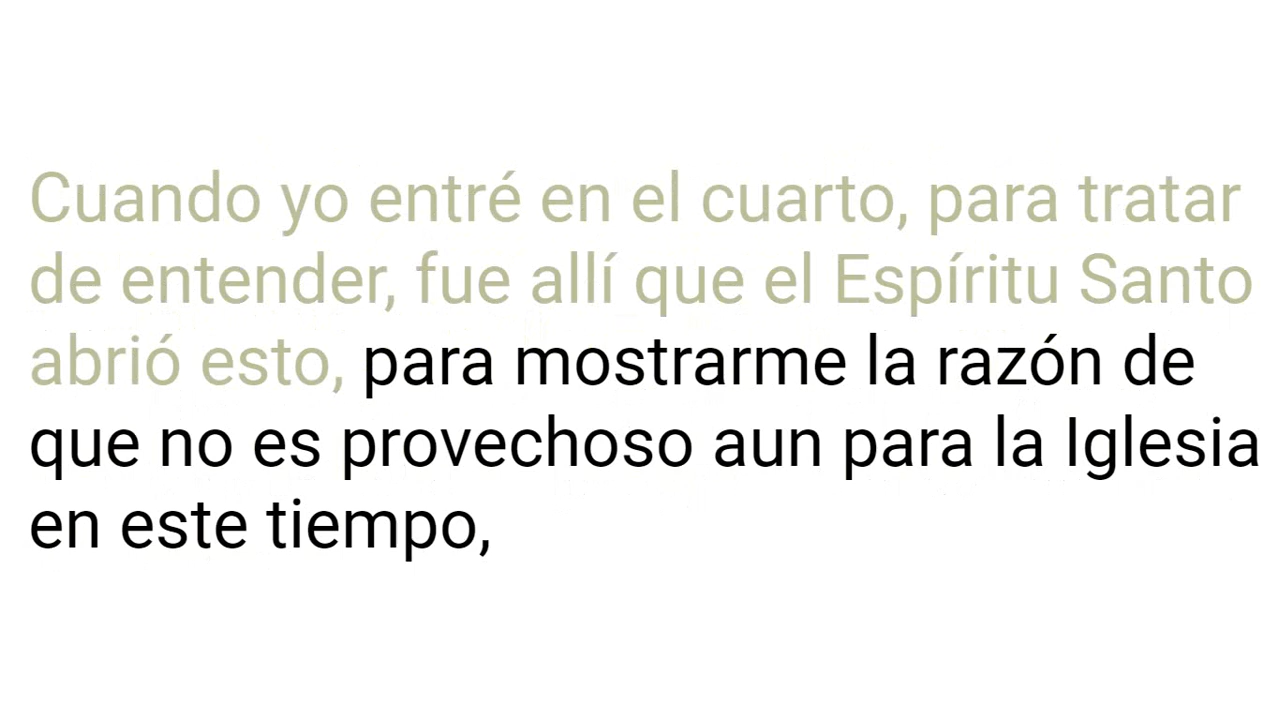 Cuando yo entré en el cuarto, para tratar
de entender, fue allí que el Espíritu Santo
abrió esto, para mostrarme la razón de
que no es provechoso aun para la Iglesia
en este tiempo,